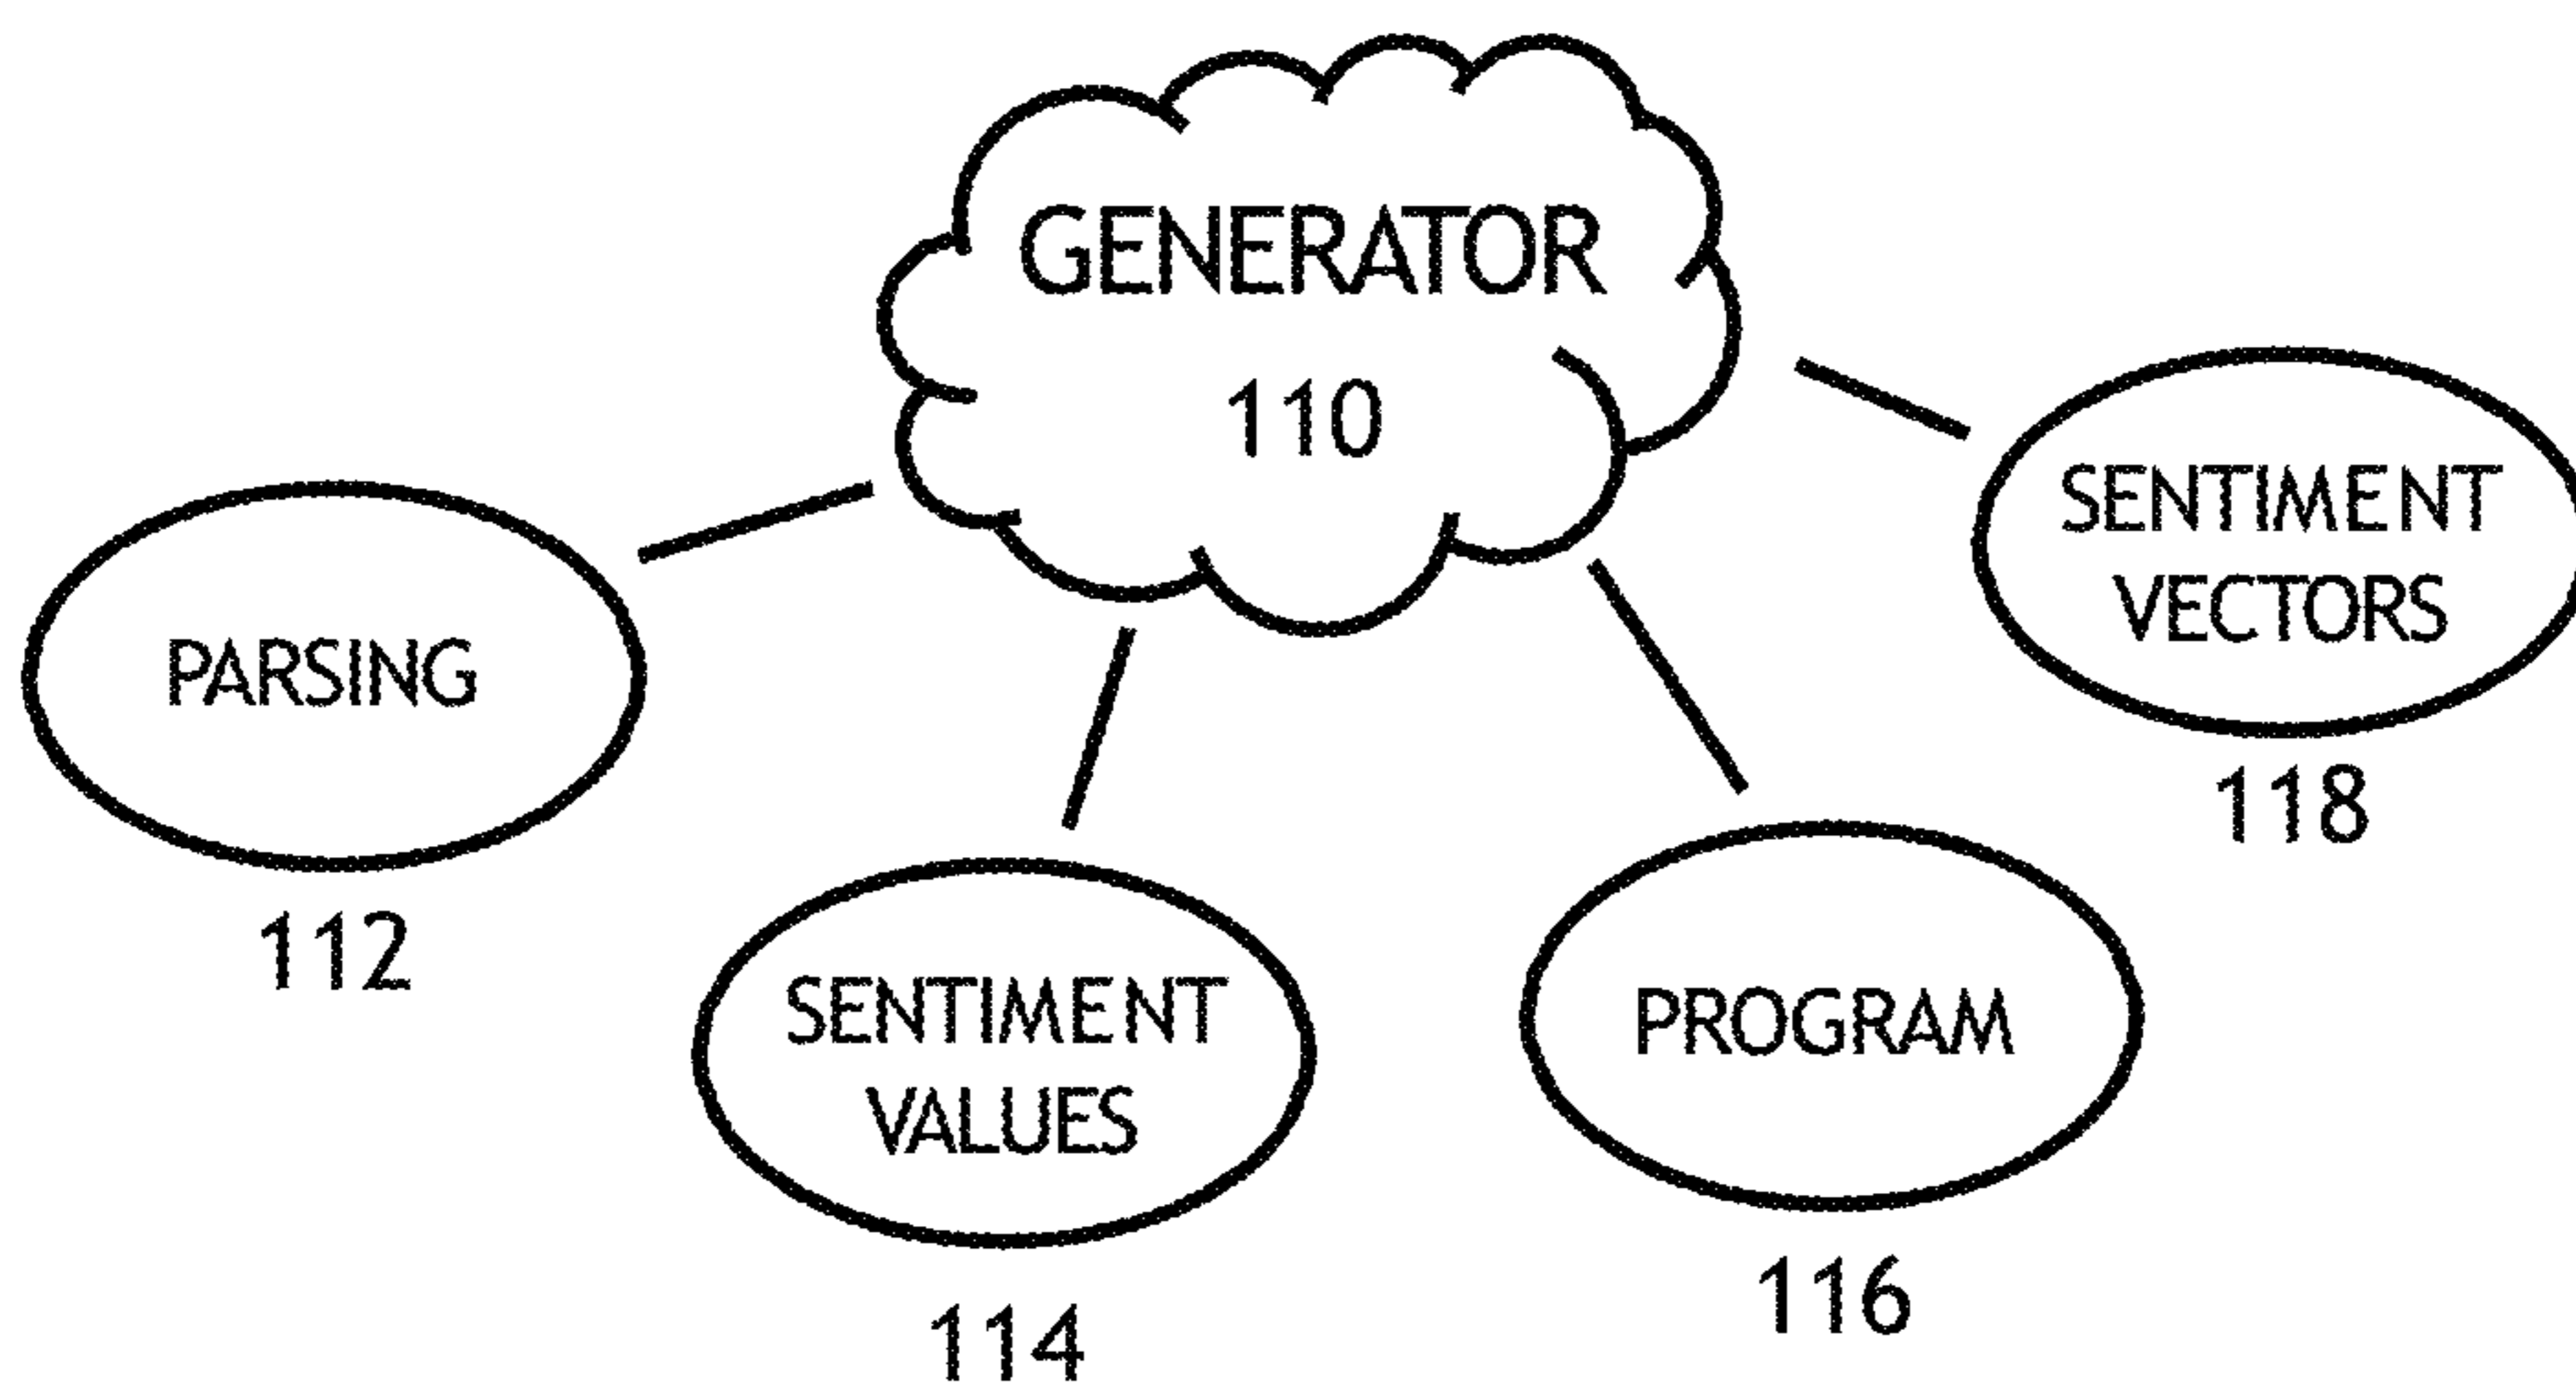 GENERATOR
110
PARSING
112
SENTIMENT
VALUES
114
PROGRAM
116
SENTIMENT
VECTORS
118